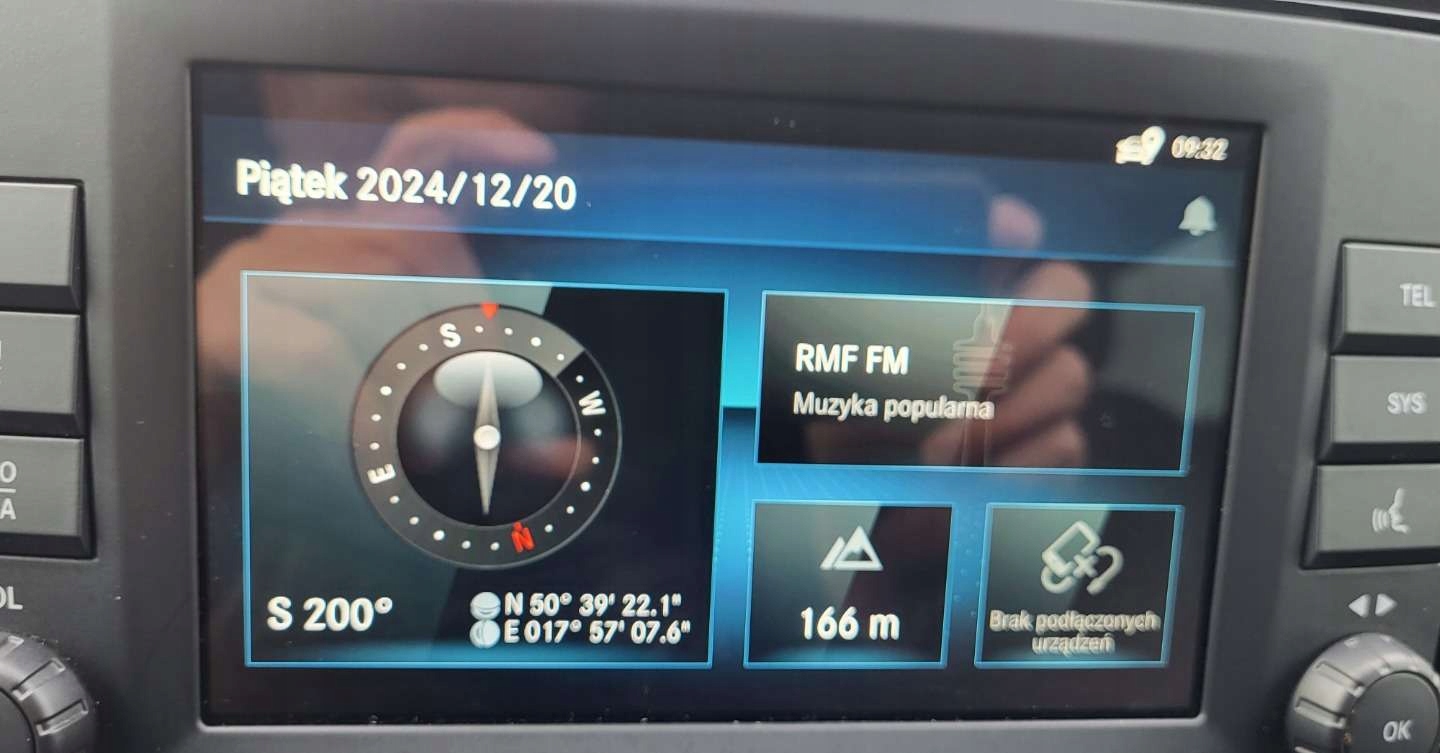 09:32
Piątek 2024/12/20
S
W
E
N
S 200°
N 50° 39' 22.1"
E 017° 57' 07.6"
RMF FM
Muzyka popularna
166 m
Brak podłączonych
urządzeń
TEL
SYS
OK